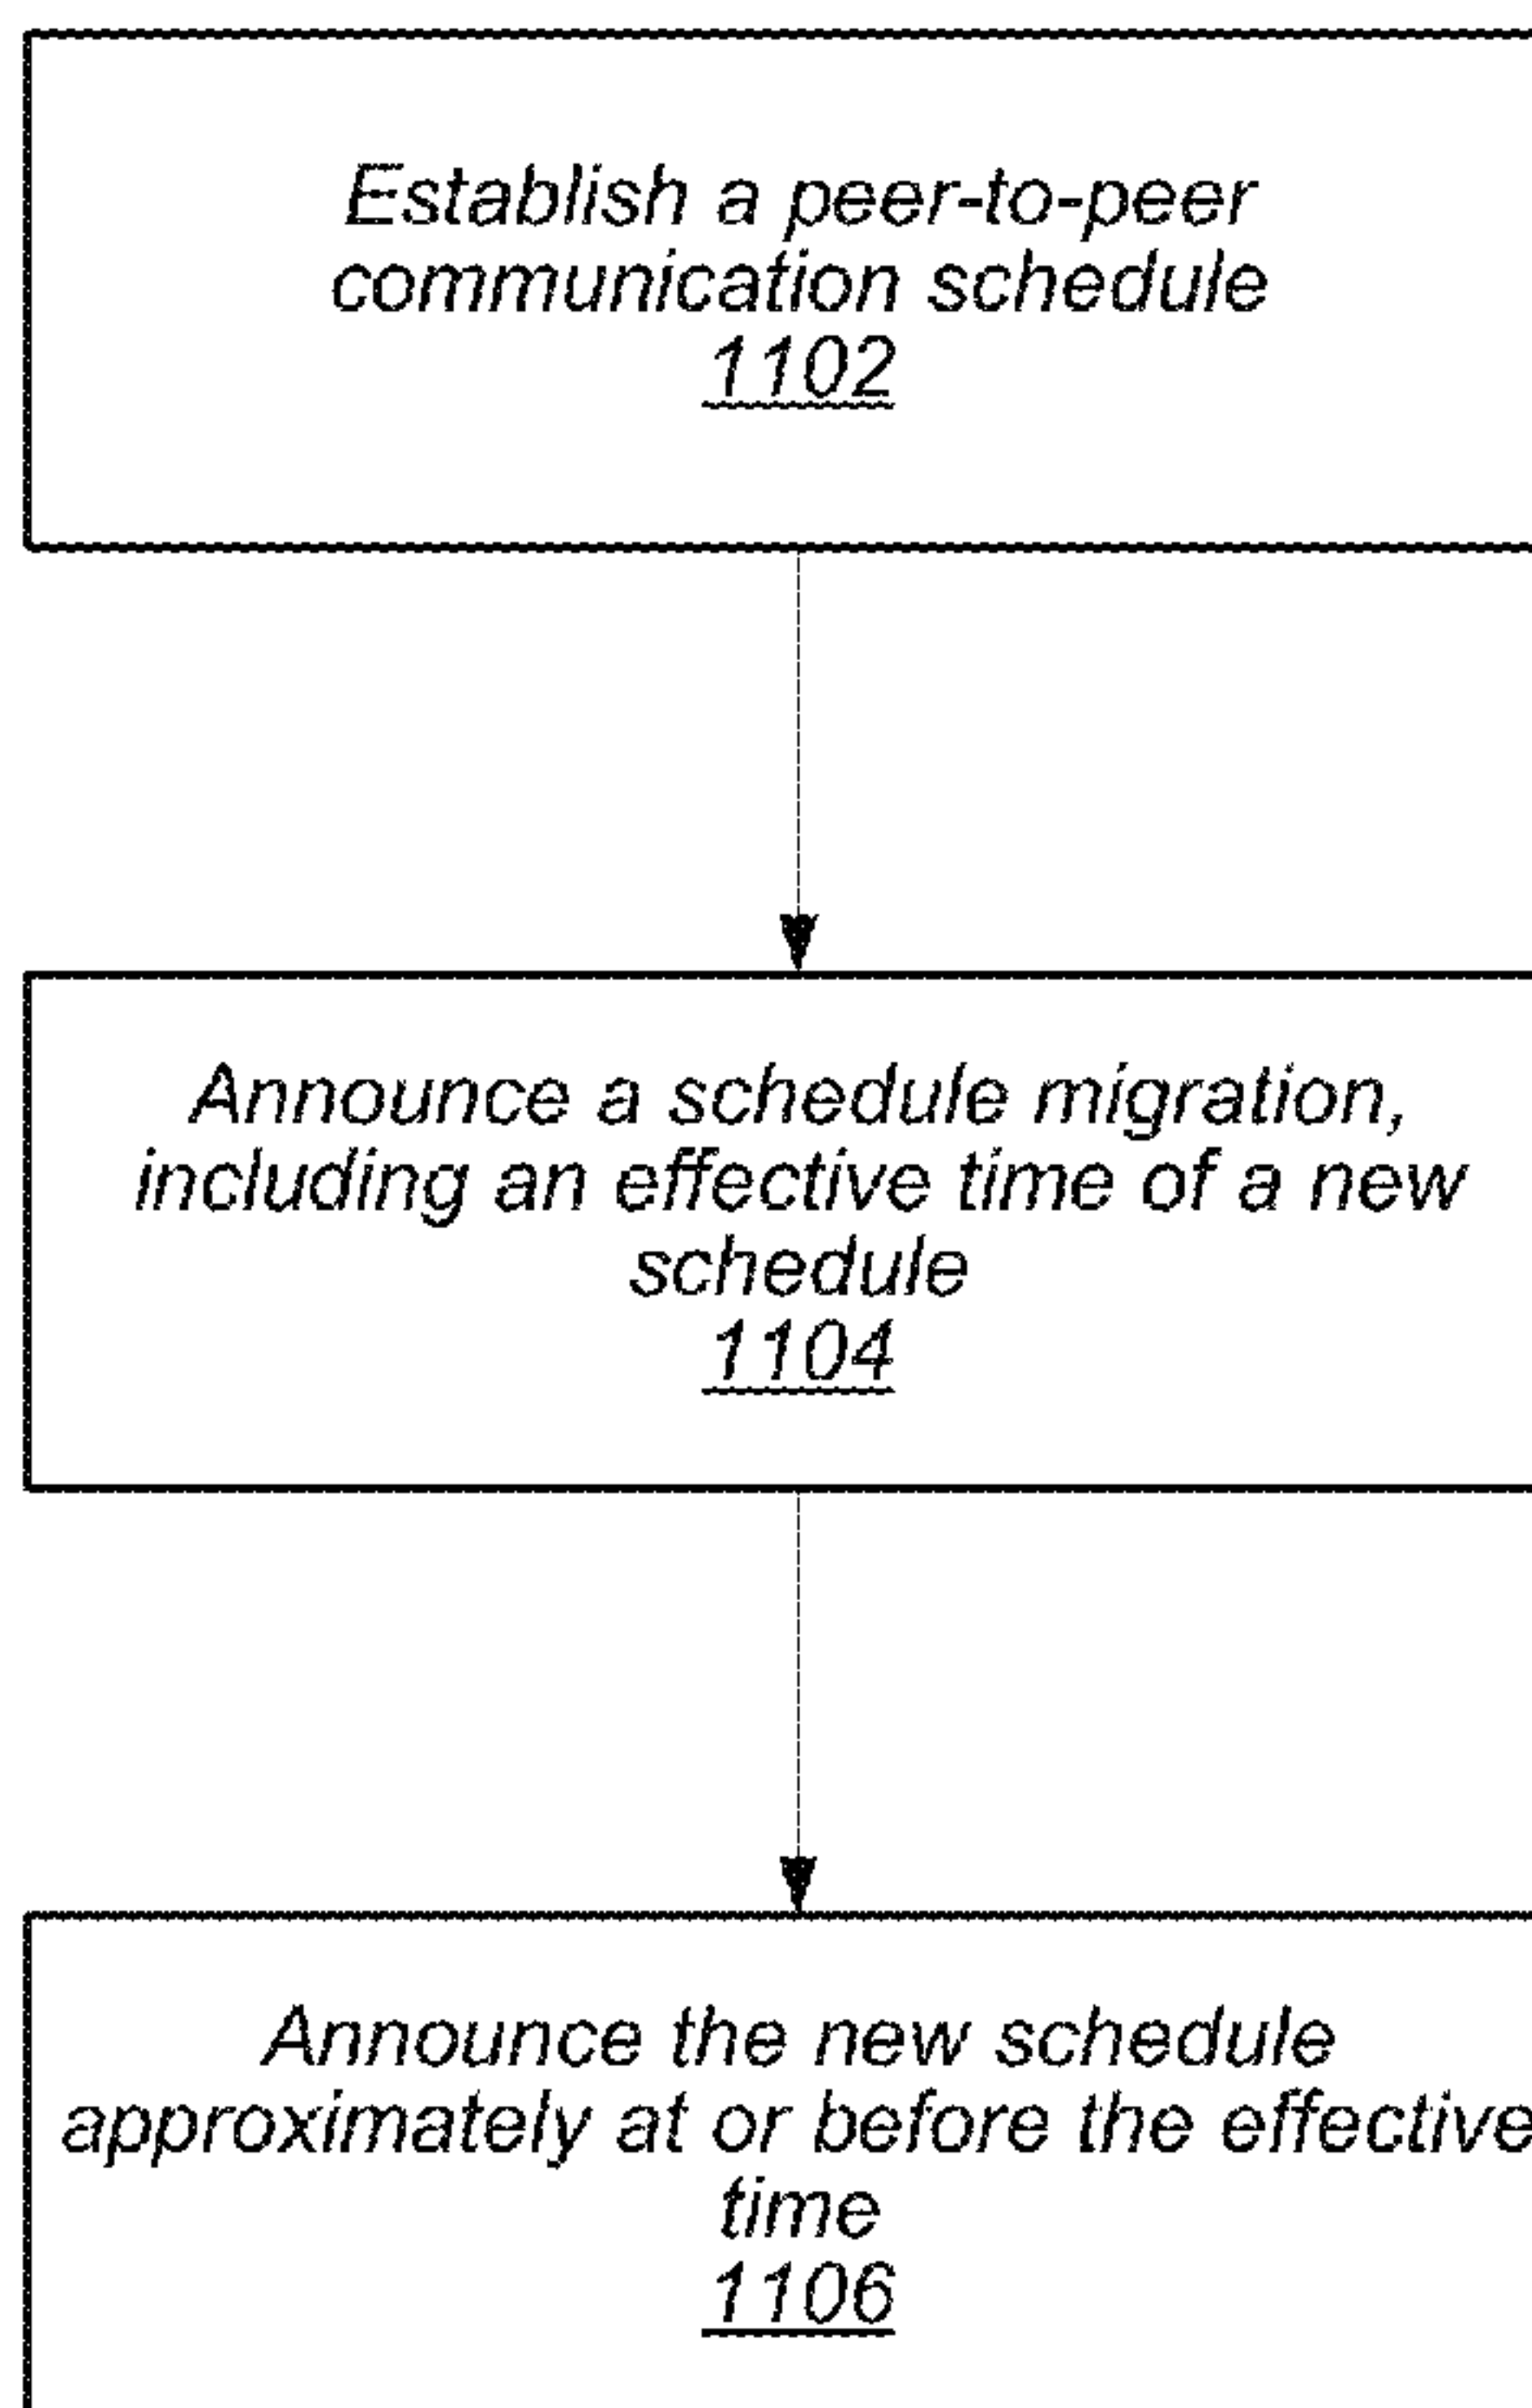 Establish a peer-to-peer
communication schedule
1102
Announce a schedule migration,
including an effective time of a new
schedule
1104
Announce the new schedule
approximately at or before the effective
time
1106